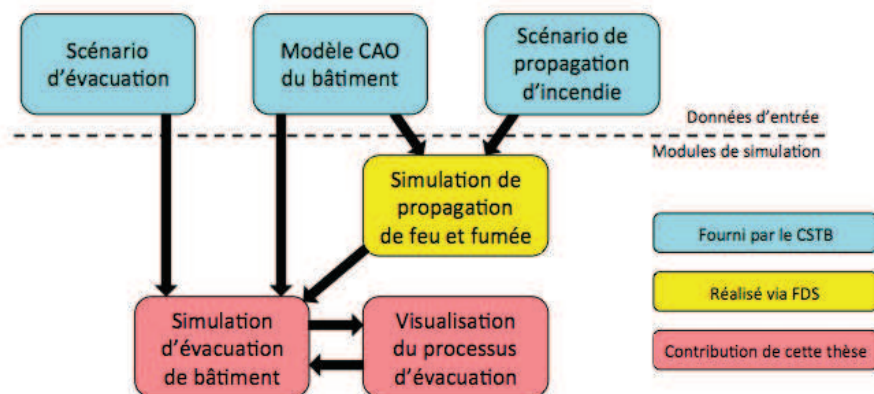 Scénario
d'évacuation
Modèle CAO
du bâtiment
Scénario de
propagation
d'incendie
Données d'entrée
Modules de simulation
Simulation de
propagation
de feu et fumée
Fourni par le CSTB
Réalisé via FDS
Simulation
d'évacuation
de bâtiment
Visualisation
du processus
d'évacuation
Contribution de cette thèse